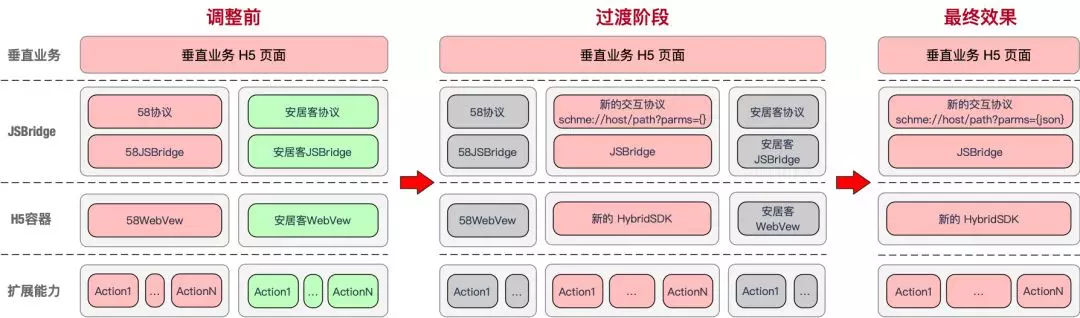 调整前
过渡阶段
最终效果
垂直业务
垂直业务 H5 页面
垂直业务 H5 页面
垂直业务 H5 页面
JSBridge
58协议
安居客协议
58协议
新的交互协议
schme://host/path?parms={}
安居客协议
新的交互协议
schme://host/path?parms={json}
58JSBridge
安居客JSBridge
58JSBridge
JSBridge
安居客
JSBridge
JSBridge
H5容器
58WebVew
安居客WebVew
58WebVew
新的 HybridSDK
安居客
WebVew
新的 HybridSDK
扩展能力
Action1
...
ActionN
Action1
...
ActionN
Action1
...
Action1
...
ActionN
Action1
...
Action1
...
ActionN